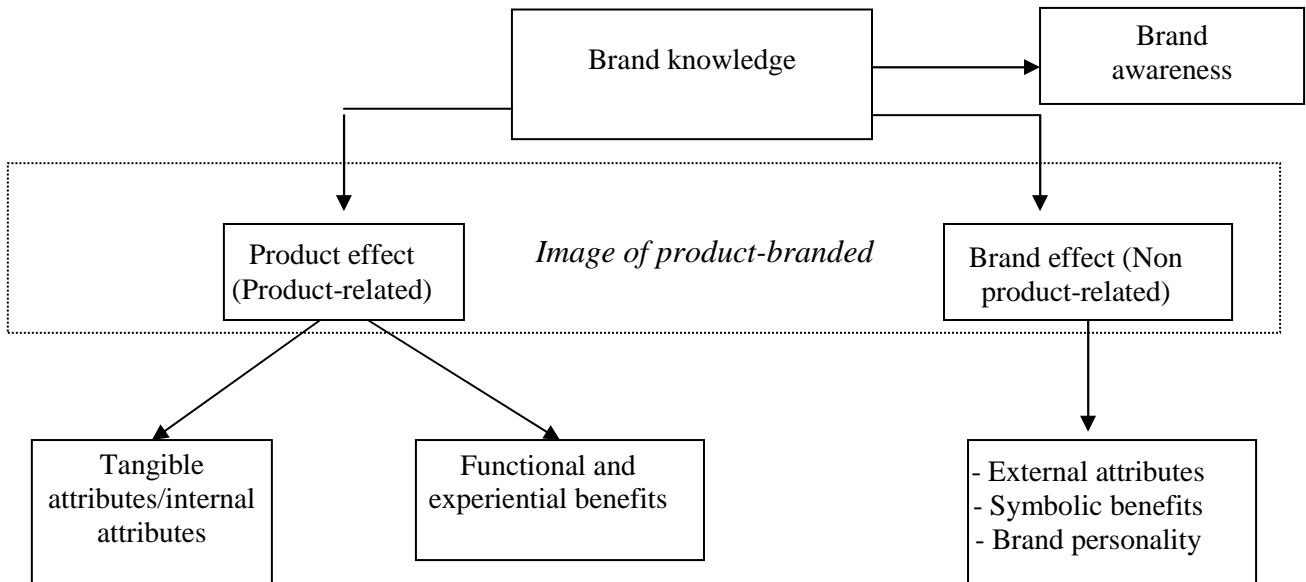 Brand knowledge
Brand
awareness
Product effect
(Product-related)
Image of product-branded
Brand effect (Non
product-related)
Tangible
attributes/internal
attributes
Functional and
experiential benefits
- External attributes
- Symbolic benefits
- Brand personality